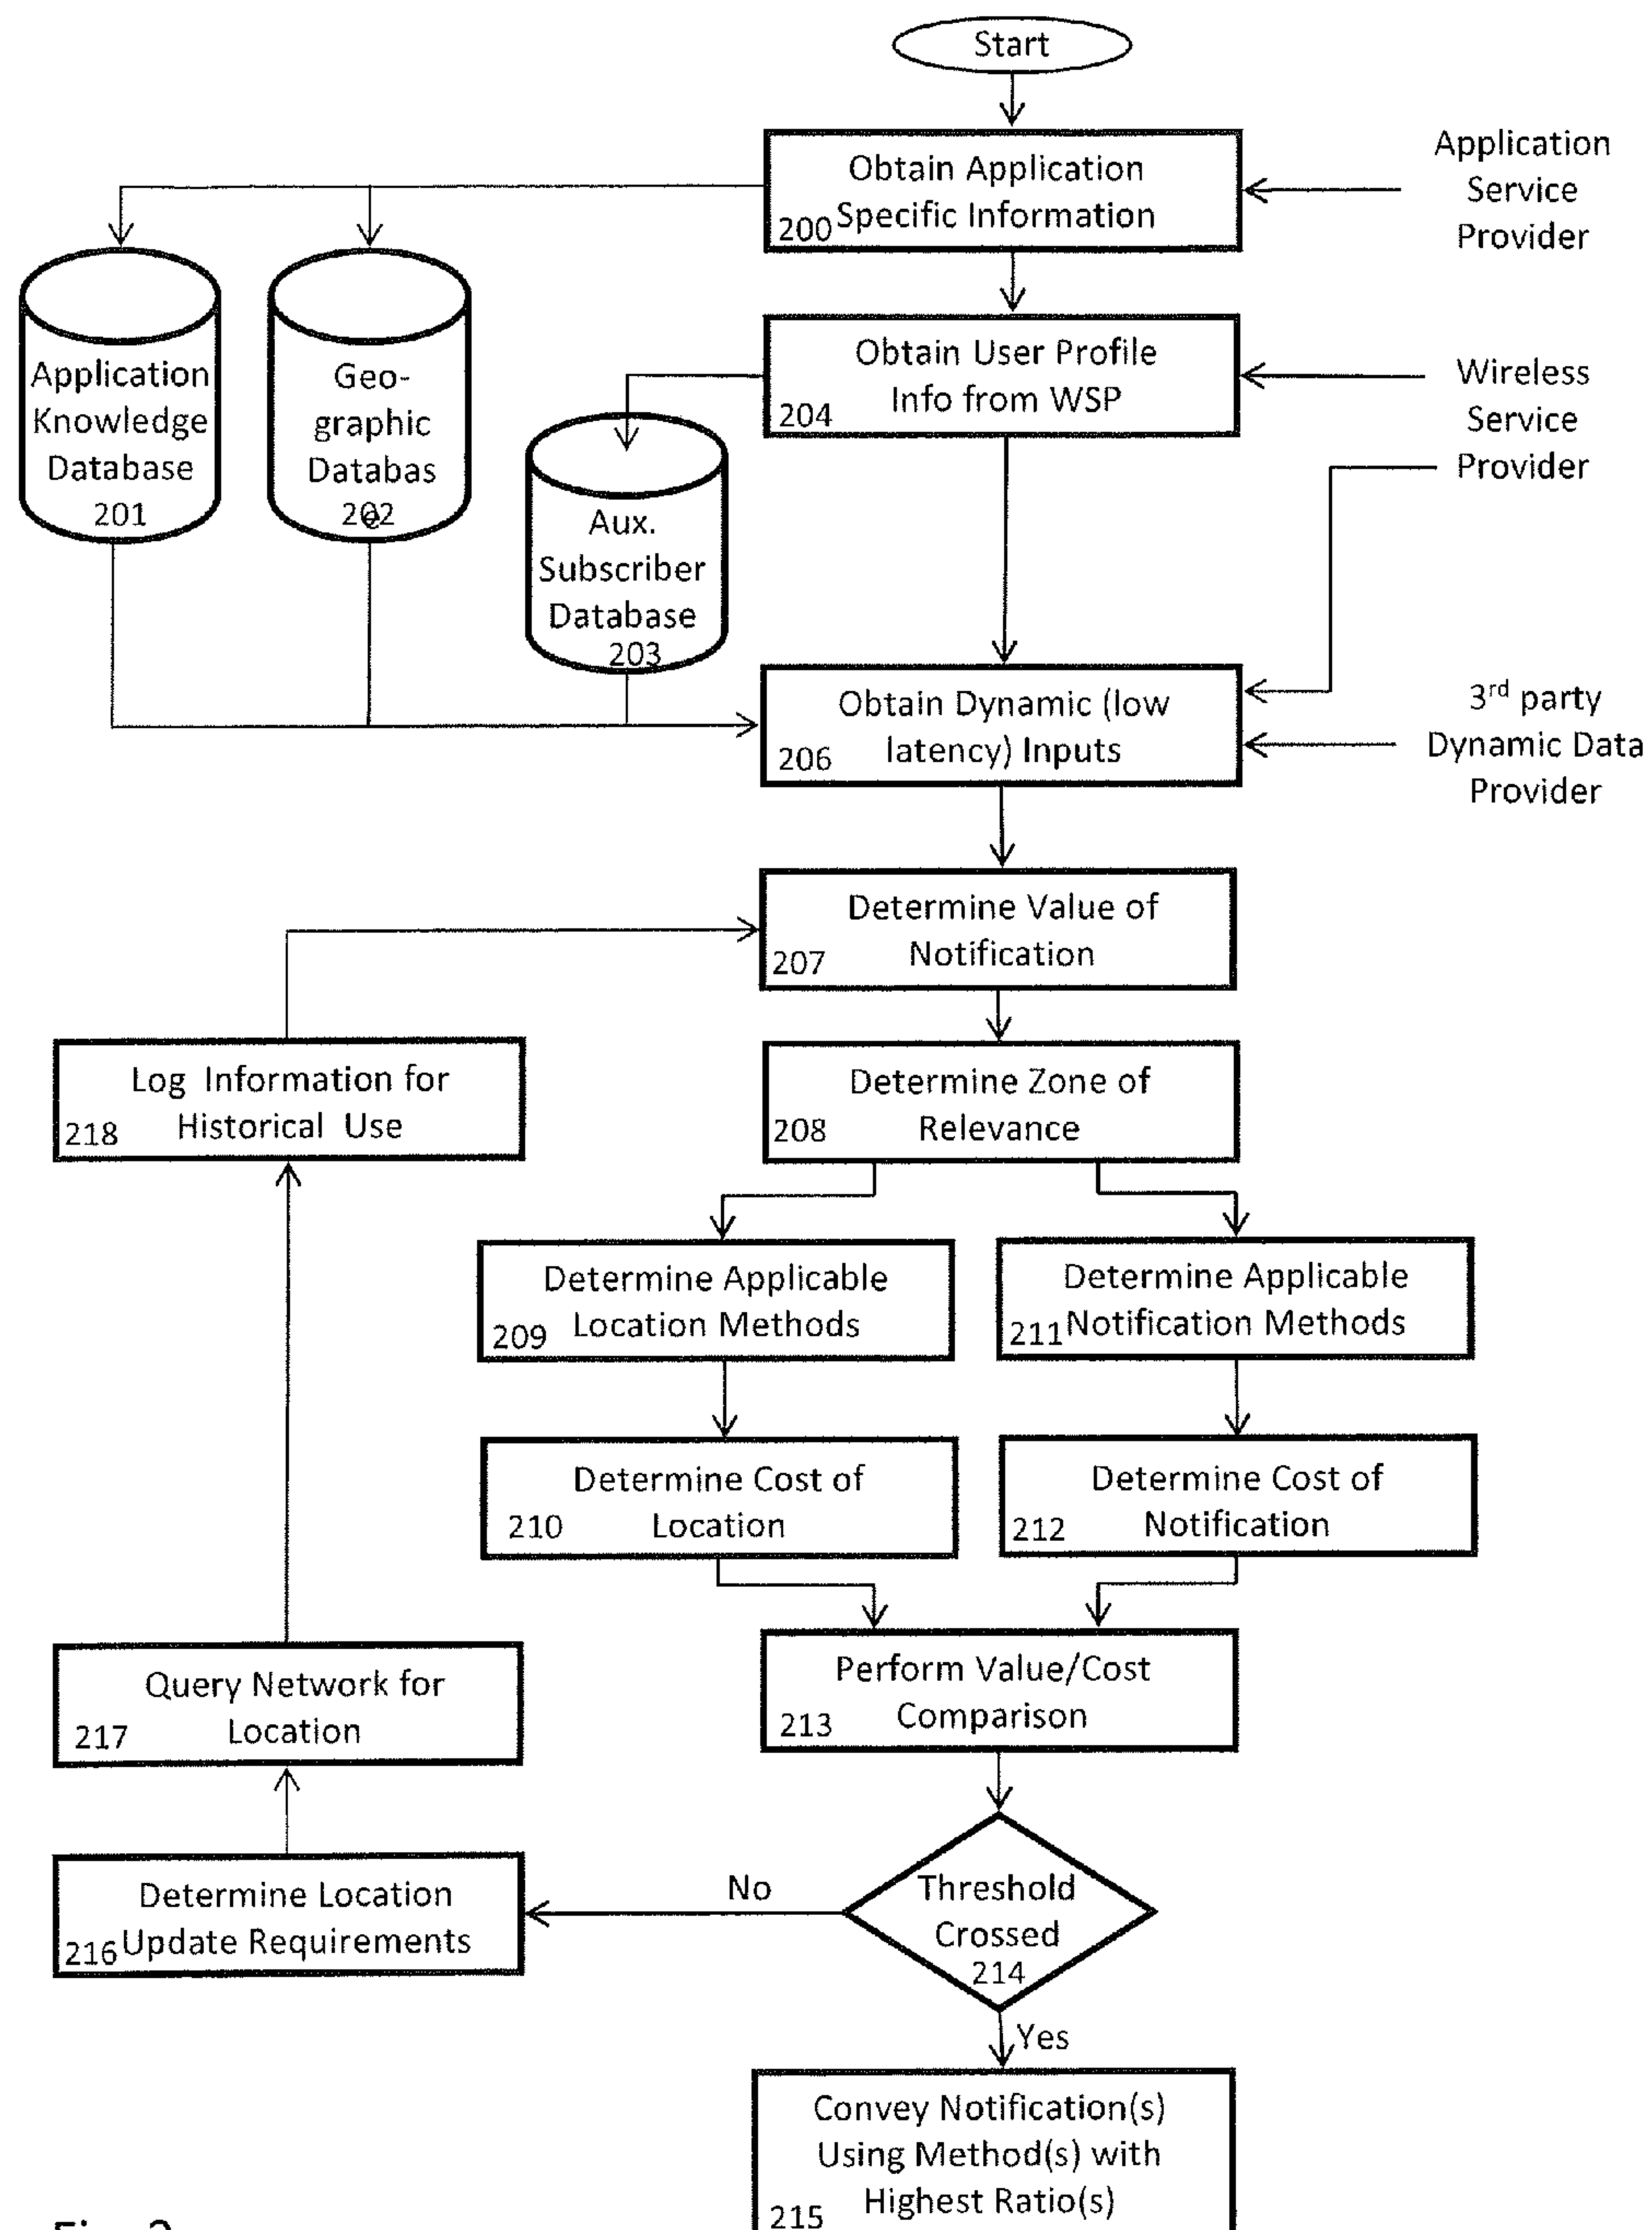 Start
Obtain Application
Specific Information
200
Application
Service
Provider
Application
Knowledge
Database
201
Geo-
graphic
Databas
e
202
Obtain User Profile
Info from WSP
204
Wireless
Service
Provider
Aux.
Subscriber
Database
203
Obtain Dynamic (low
latency) Inputs
206
3rd party
Dynamic Data
Provider
Determine Value of
Notification
207
Log Information for
Historical Use
218
Determine Zone of
Relevance
208
Determine Applicable
Location Methods
209
Determine Applicable
Notification Methods
211
Determine Cost of
Location
210
Determine Cost of
Notification
212
Query Network for
Location
217
Perform Value/Cost
Comparison
213
Determine Location
Update Requirements
216
No
Threshold
Crossed
214
Yes
Convey Notification(s)
Using Method(s) with
Highest Ratio(s)
215